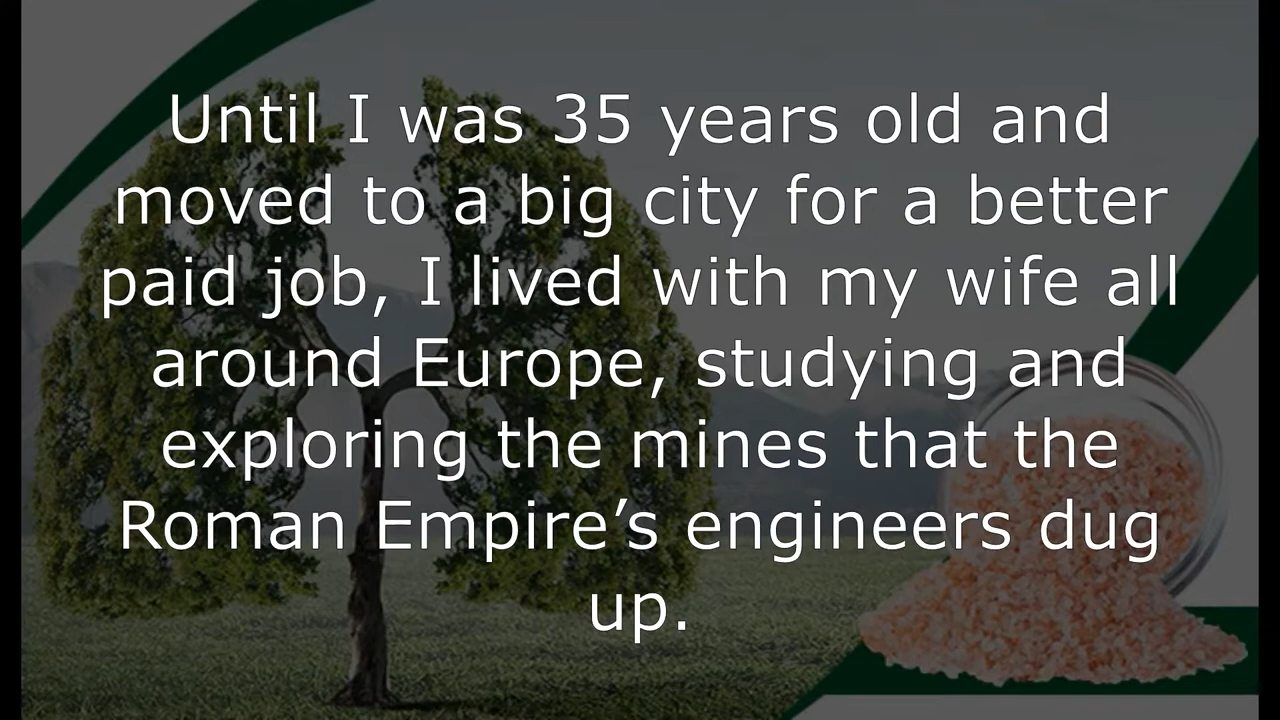 Until I was 35 years old and
moved to a big city for a better
paid job, I lived with my wife all
around Europe, studying and
exploring the mines that the
Roman Empire’s engineers dug
up.